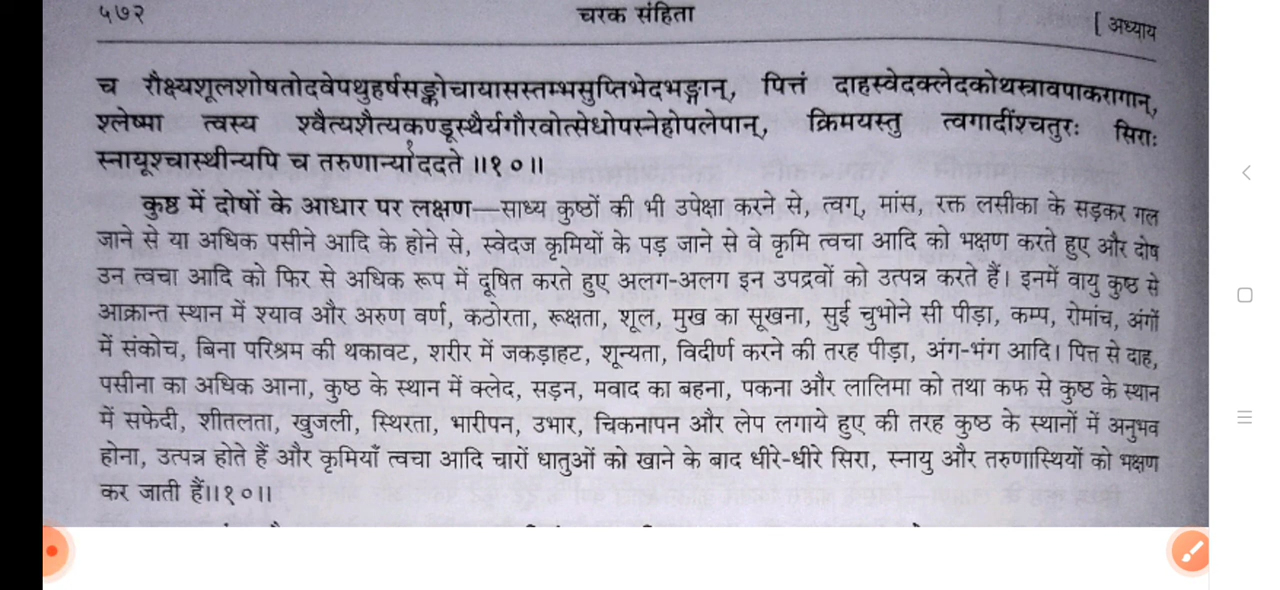 ५७२ चरक संहिता [ अध्याय
च रौक्ष्यशूलशोषतोदवेपथुहर्षसङ्कोचायासस्तम्भसुप्तिभेदभङ्गान्, पित्तं दाहस्वेदक्लेदकोथस्त्रावपाकरागान्,
श्लेष्मा त्वस्य श्वैत्यशैत्यकण्डूस्थैर्यगौरवोत्सेधोपस्नेहोपलेपान्, क्रिमयस्तु त्वगादींश्चतुरः सिराः
स्नायूश्चास्थीन्यपि च ॥१०॥
कुष्ठ में दोषों के आधार पर लक्षण—साध्य कुष्ठों की भी उपेक्षा करने से, त्वग्, मांस, रक्त लसीका के सड़कर गल
जाने से या अधिक पसीने आदि के होने से, स्वेदज कृमियों के पड़ जाने से वे कृमि त्वचा आदि को भक्षण करते हुए और दोष
उन त्वचा आदि को फिर से अधिक रूप में दूषित करते हुए अलग-अलग इन उपद्रवों को उत्पन्न करते हैं। इनमें वायु कुष्ठ से
आक्रान्त स्थान में श्याव और अरुण वर्ण, कठोरता, रूक्षता, शूल, मुख का सूखना, सुई चुभोने सी पीड़ा, कम्प, रोमांच, अंगों
में संकोच, बिना परिश्रम की थकावट, शरीर में जकड़ाहट, शून्यता, विदीर्ण करने की तरह पीड़ा, अंग-भंग आदि। पित्त से दाह,
पसीना का अधिक आना, कुष्ठ के स्थान में क्लेद, सड़न, मवाद का बहना, पकना और लालिमा को तथा कफ से कुष्ठ के स्थान
में सफेदी, शीतलता, खुजली, स्थिरता, भारीपन, उभार, चिकनापन और लेप लगाये हुए की तरह कुष्ठ के स्थानों में अनुभव
होना, उत्पन्न होते हैं और कृमियाँ त्वचा आदि चारों धातुओं को खाने के बाद धीरे-धीरे सिरा, स्नायु और तरुणास्थियों को भक्षण
कर जाती हैं॥१०॥